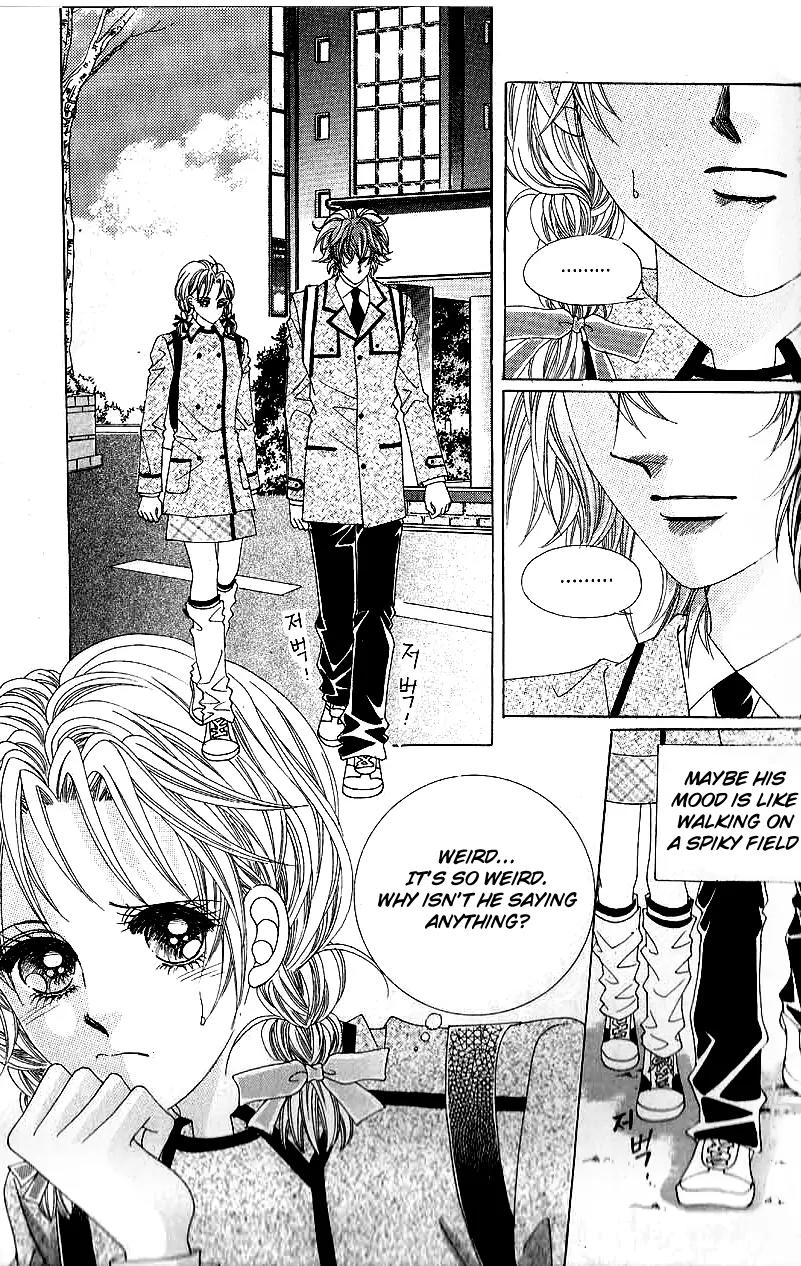 저벅!
저벅!
.........
..........
WEIRD...
IT'S SO WEIRD.
WHY ISN'T HE SAYING
ANYTHING?
MAYBE HIS
MOOD IS LIKE
WALKING ON
A SPIKY FIELD
저벅.